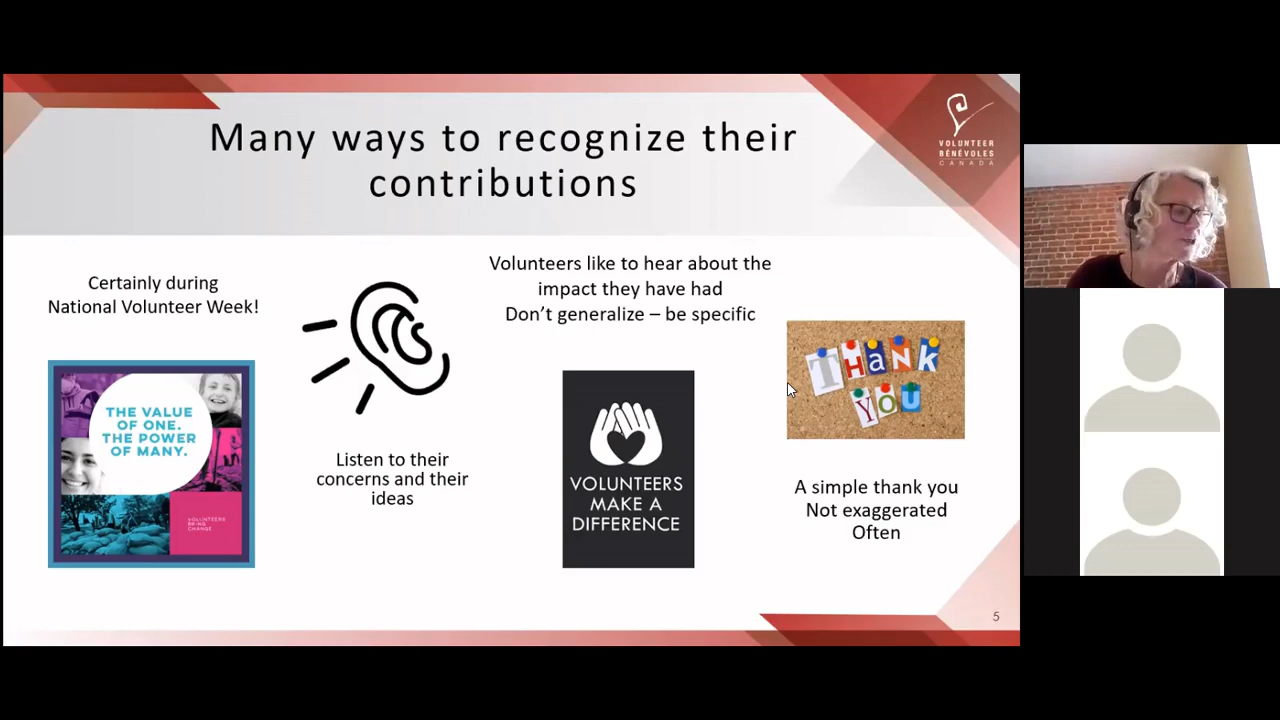 Many ways to recognize their
contributions
VOLUNTEER
BÉNÉVOLES
CANADA
Certainly during
National Volunteer Week!
THE VALUE
OF ONE.
THE POWER
OF MANY.
VOLUNTEERS
BRING
CHANGE
Listen to their
concerns and their
ideas
Volunteers like to hear about the
impact they have had
Don’t generalize – be specific
VOLUNTEERS
MAKE A
DIFFERENCE
THanK
YOU
A simple thank you
Not exaggerated
Often
5